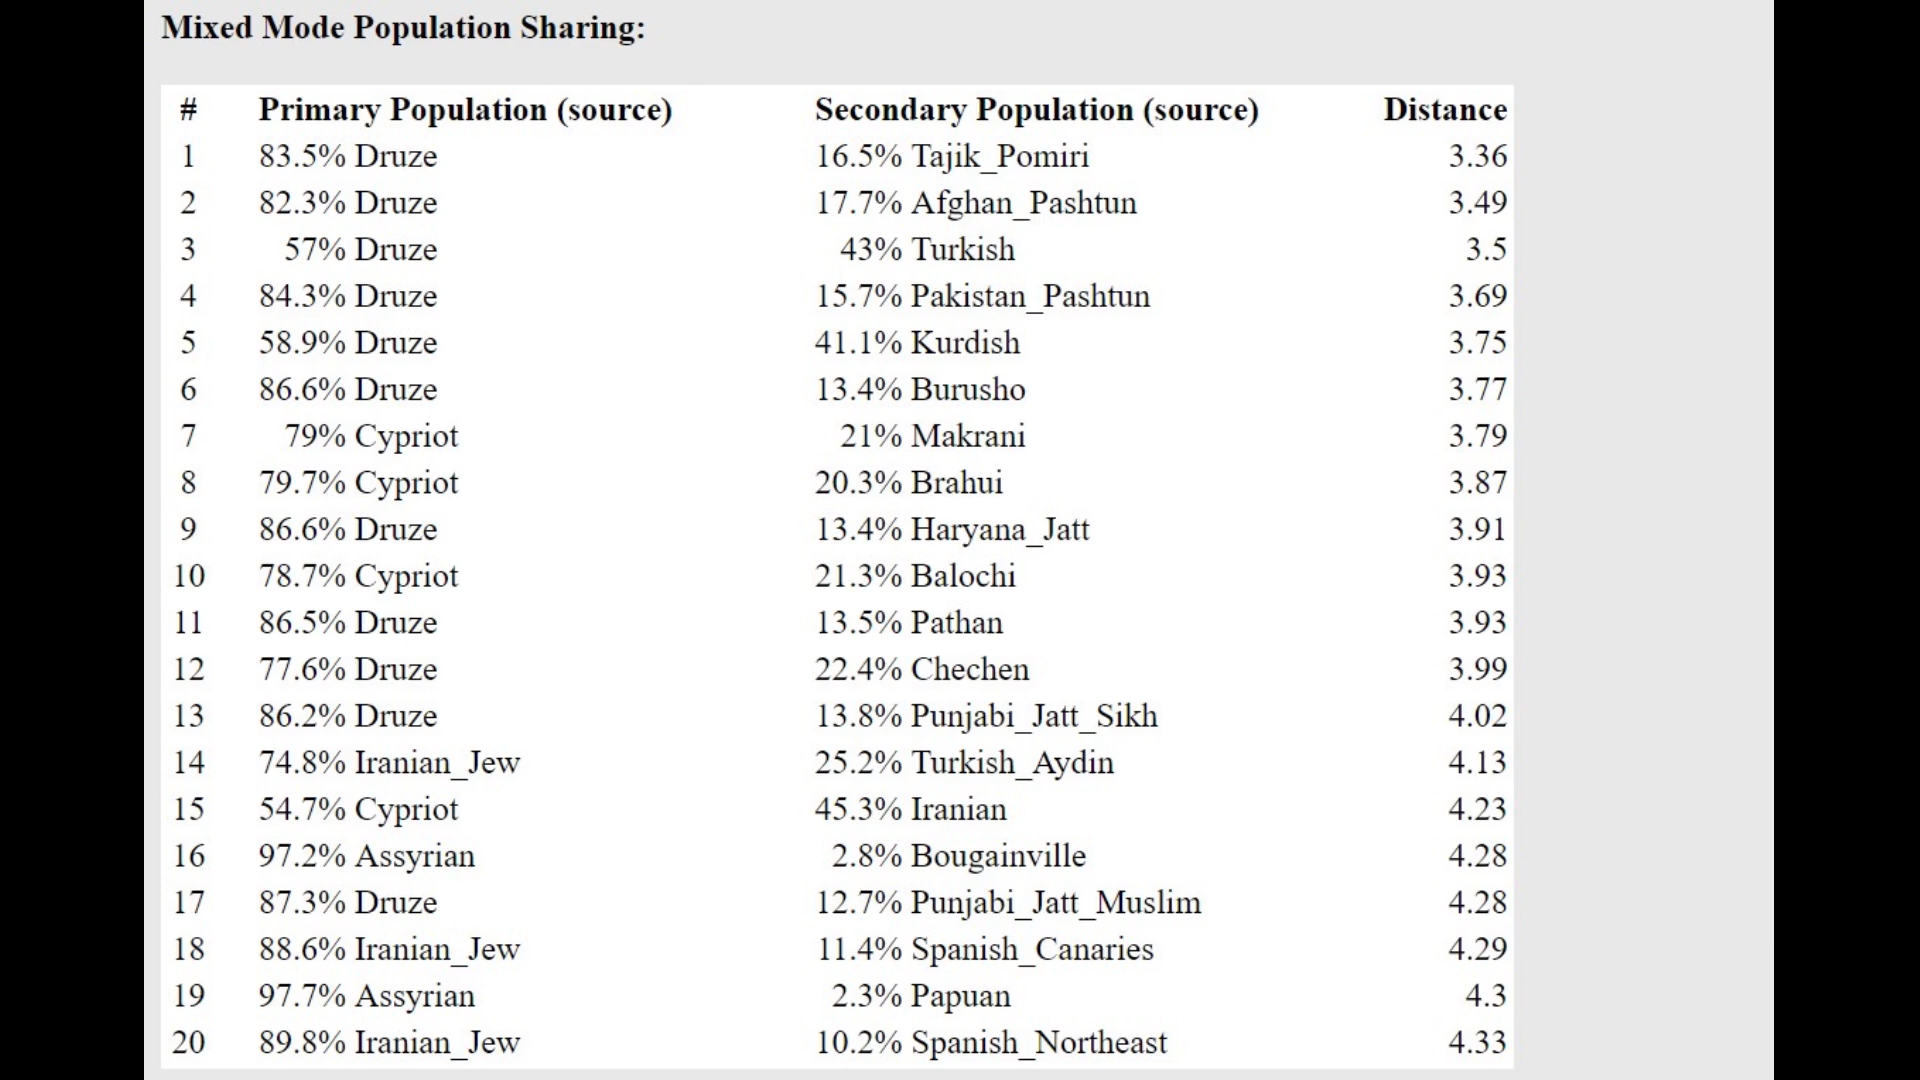 Mixed Mode Population Sharing:
# Primary Population (source) Secondary Population (source) Distance
1 83.5% Druze 16.5% Tajik_Pomiri 3.36
2 82.3% Druze 17.7% Afghan_Pashtun 3.49
3 57% Druze 43% Turkish 3.5
4 84.3% Druze 15.7% Pakistan_Pashtun 3.69
5 58.9% Druze 41.1% Kurdish 3.75
6 86.6% Druze 13.4% Burusho 3.77
7 79% Cypriot 21% Makrani 3.79
8 79.7% Cypriot 20.3% Brahui 3.87
9 86.6% Druze 13.4% Haryana_Jatt 3.91
10 78.7% Cypriot 21.3% Balochi 3.93
11 86.5% Druze 13.5% Pathan 3.93
12 77.6% Druze 22.4% Chechen 3.99
13 86.2% Druze 13.8% Punjabi_Jatt_Sikh 4.02
14 74.8% Iranian_Jew 25.2% Turkish_Aydin 4.13
15 54.7% Cypriot 45.3% Iranian 4.23
16 97.2% Assyrian 2.8% Bougainville 4.28
17 87.3% Druze 12.7% Punjabi_Jatt_Muslim 4.28
18 88.6% Iranian_Jew 11.4% Spanish_Canaries 4.29
19 97.7% Assyrian 2.3% Papuan 4.3
20 89.8% Iranian_Jew 10.2% Spanish_Northeast 4.33